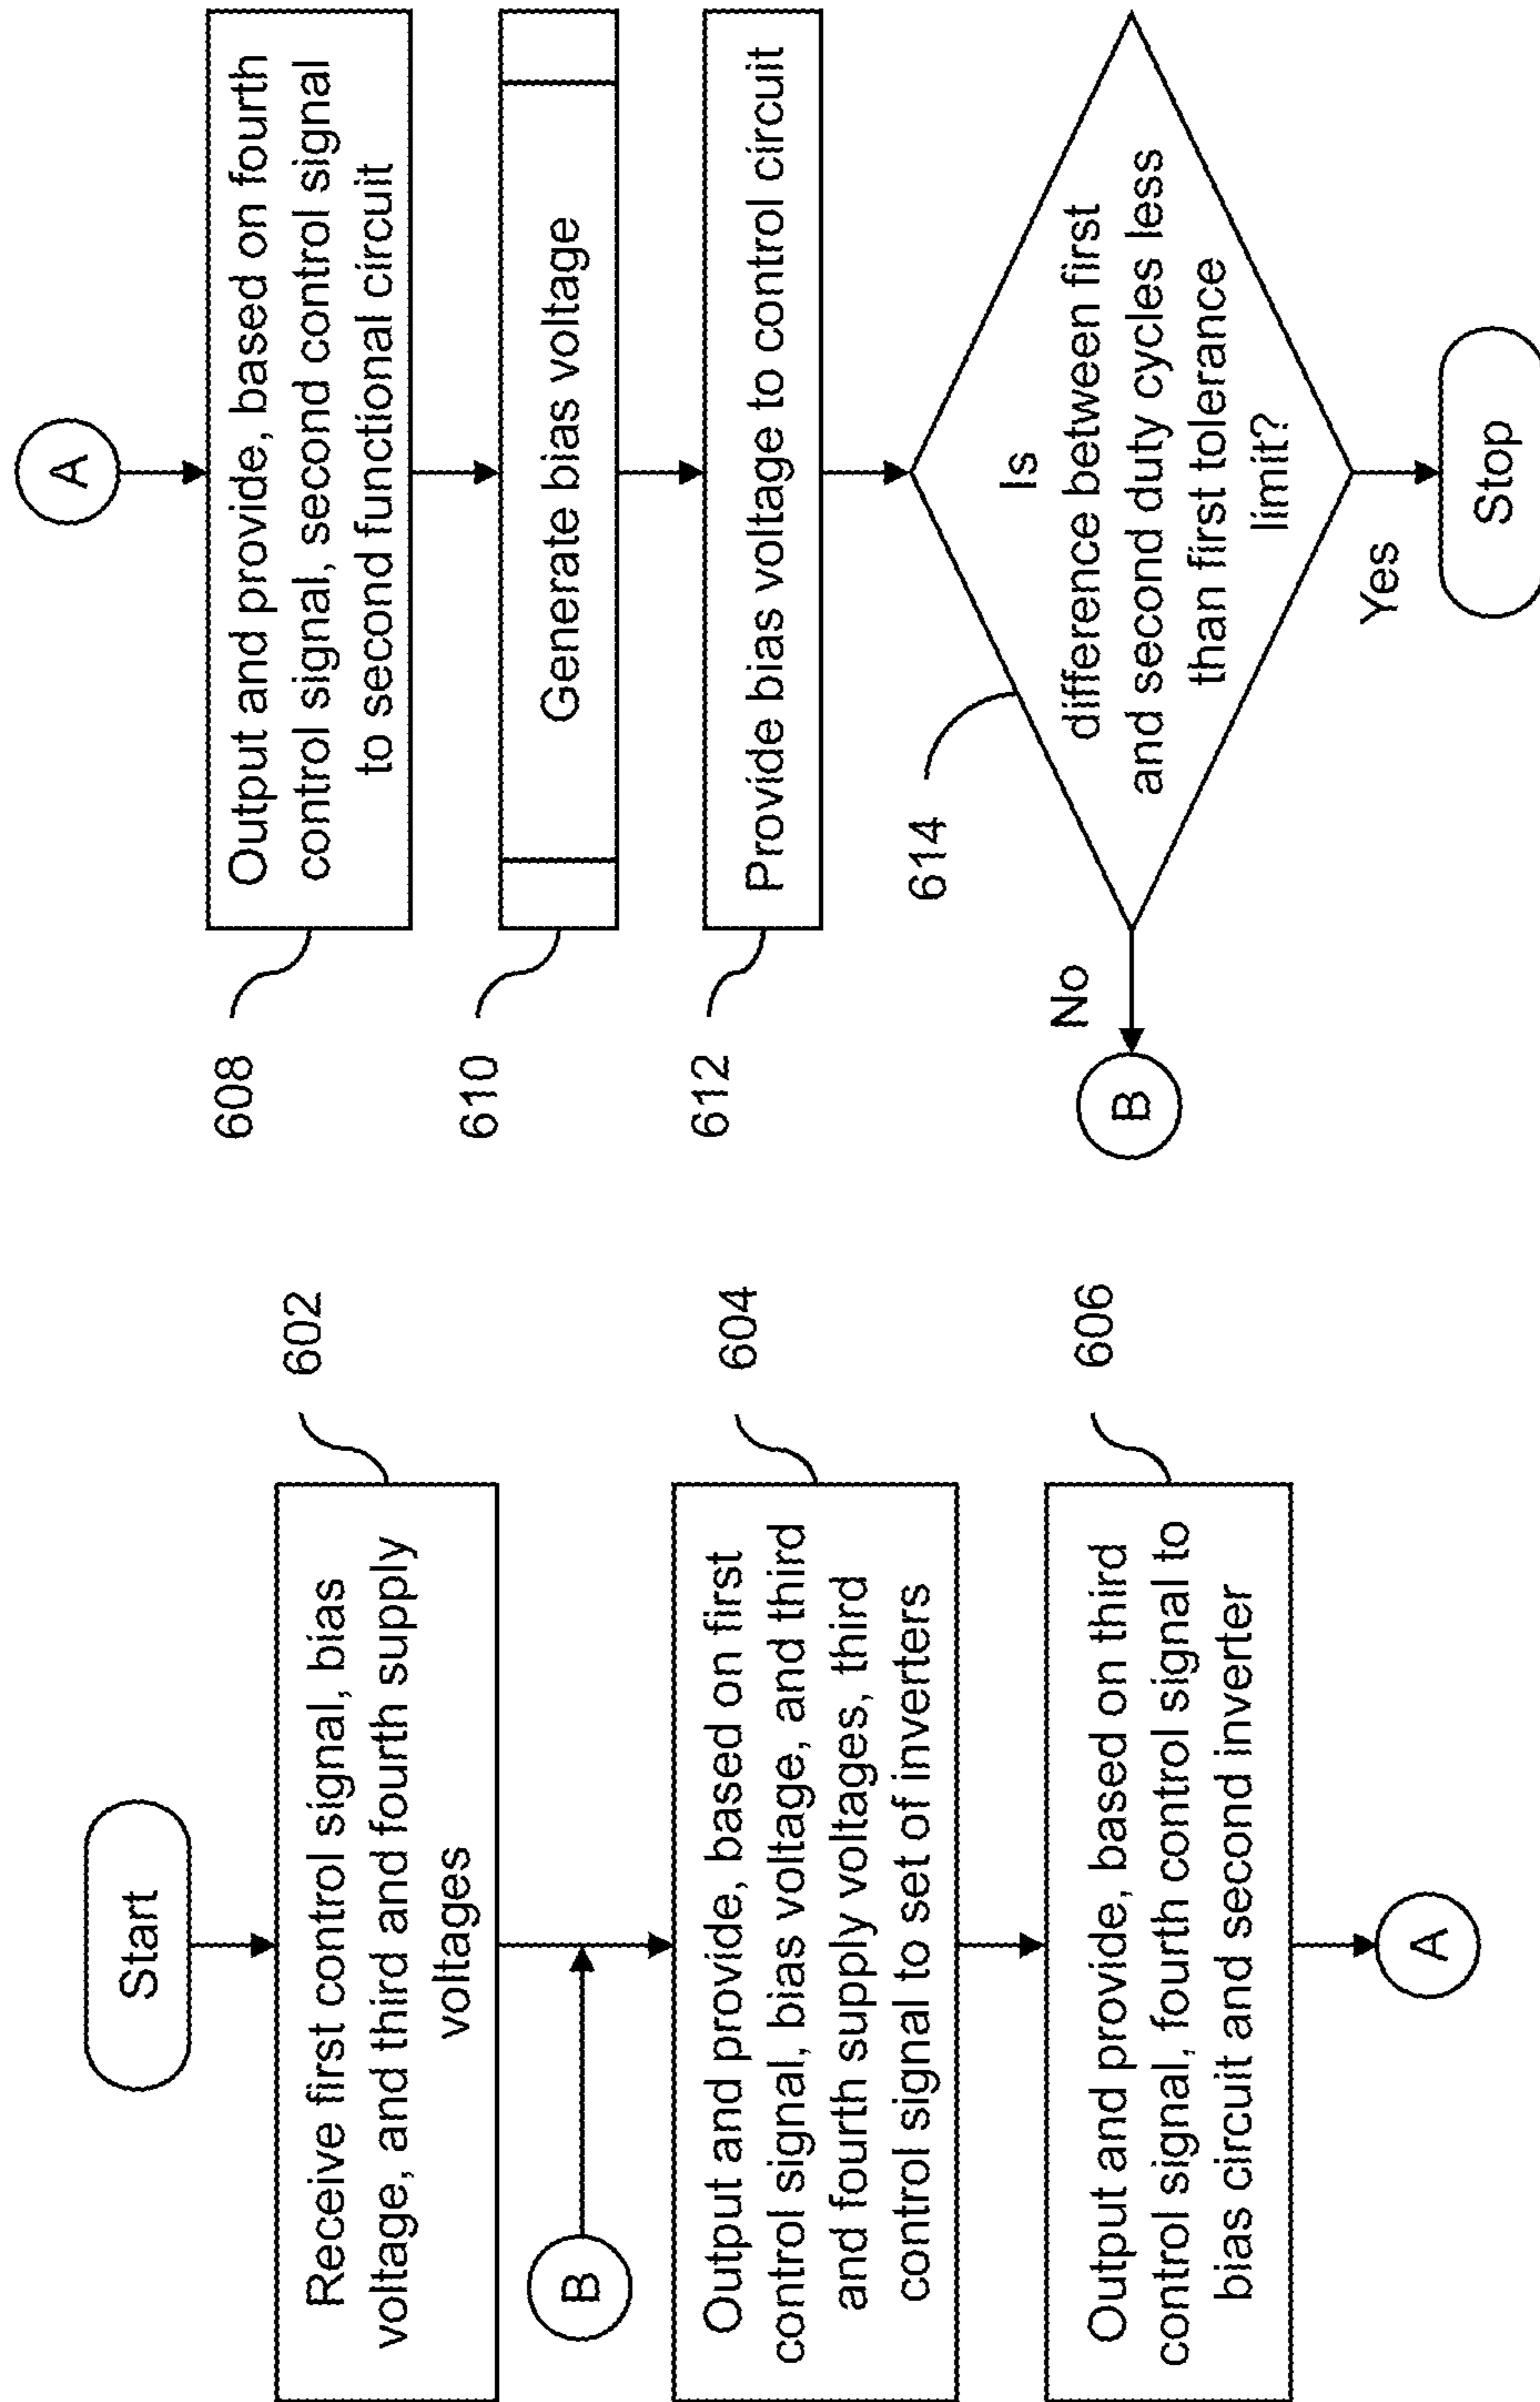 Start
Receive first control signal, bias
voltage, and third and fourth supply
voltages
602
B
Output and provide, based on first
control signal, bias voltage, and third
and fourth supply voltages, third
control signal to set of inverters
604
Output and provide, based on third
control signal, fourth control signal to
bias circuit and second inverter
606
A
A
Output and provide, based on fourth
control signal, second control signal
to second functional circuit
608
Generate bias voltage
610
Provide bias voltage to control circuit
612
Is
difference between first
and second duty cycles less
than first tolerance
limit?
614
No
B
Yes
Stop